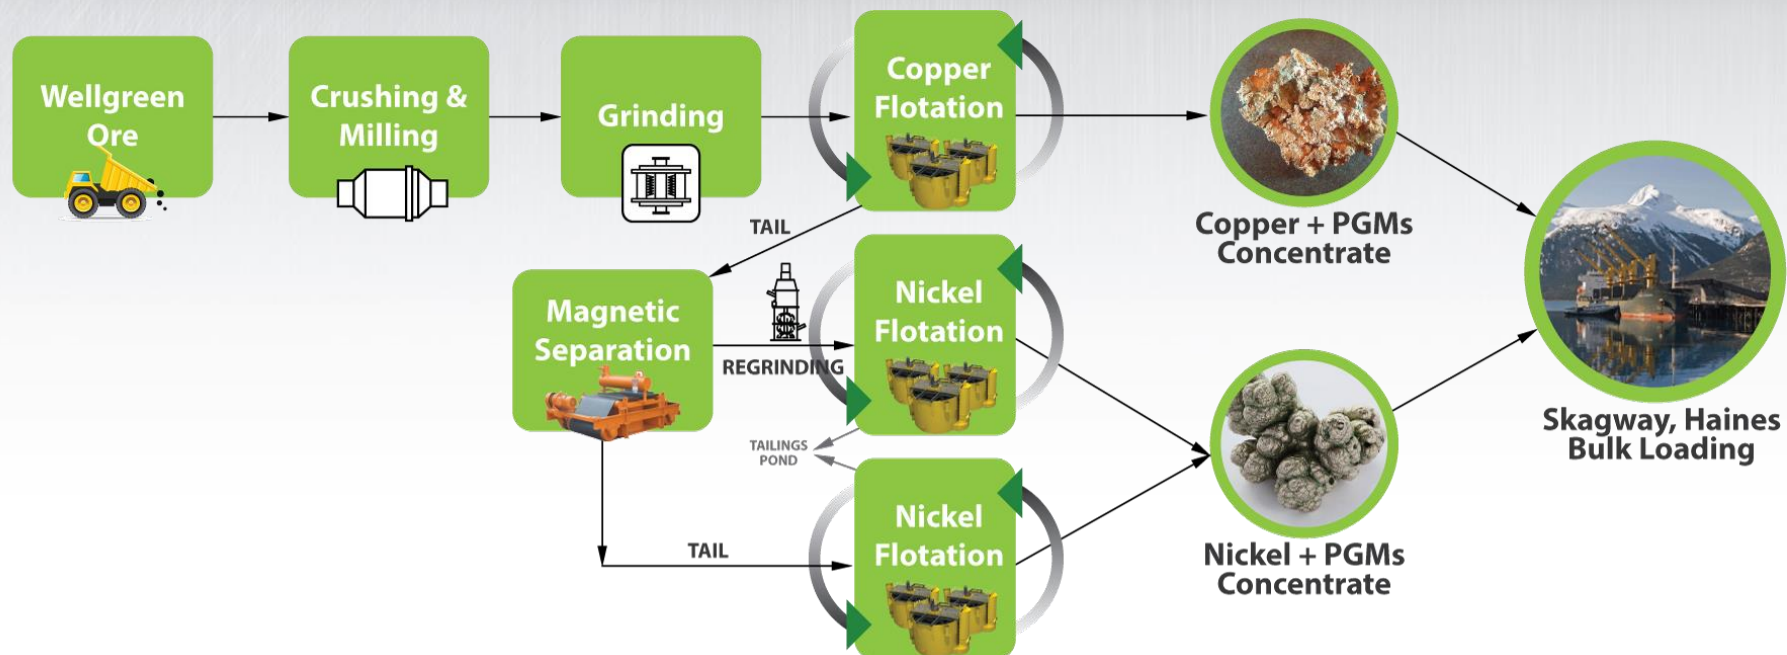 Wellgreen
Ore
Crushing &
Milling
Grinding
Copper
Flotation
Copper + PGMs
Concentrate
TAIL
Magnetic
Separation
REGRINDING
Nickel
Flotation
TAILINGS
POND
TAIL
Nickel
Flotation
Nickel + PGMs
Concentrate
Skagway, Haines
Bulk Loading